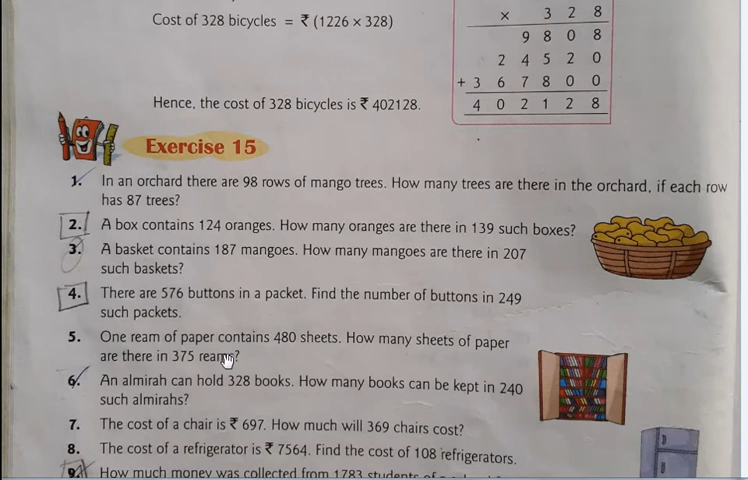 Cost of 328 bicycles = ₹ (1226 × 328)
× 3 2 8
9 8 0 8
2 4 5 2 0
+ 3 6 7 8 0 0
4 0 2 1 2 8
Hence, the cost of 328 bicycles is ₹ 402128.
Exercise 15
1. In an orchard there are 98 rows of mango trees. How many trees are there in the orchard, if each row
has 87 trees?
2. A box contains 124 oranges. How many oranges are there in 139 such boxes?
3. A basket contains 187 mangoes. How many mangoes are there in 207
such baskets?
4. There are 576 buttons in a packet. Find the number of buttons in 249
such packets.
5. One ream of paper contains 480 sheets. How many sheets of paper
are there in 375 reams?
6. An almirah can hold 328 books. How many books can be kept in 240
such almirahs?
7. The cost of a chair is ₹ 697. How much will 369 chairs cost?
8. The cost of a refrigerator is ₹ 7564. Find the cost of 108 refrigerators.
9. How much money was collected from 1783 students of